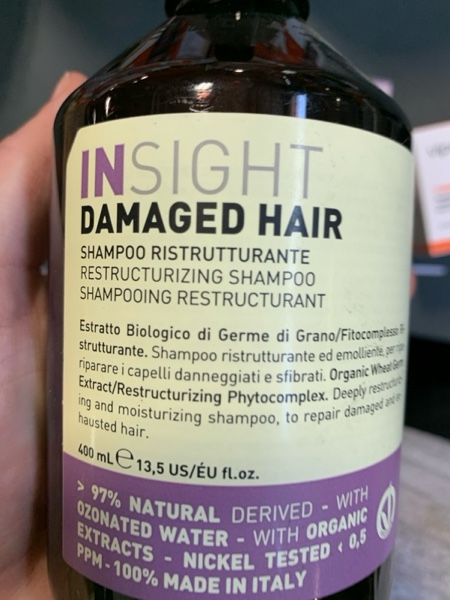 INSIGHT
DAMAGED HAIR
SHAMPOO RISTRUTTURANTE
RESTRUCTURIZING SHAMPOO
SHAMPOOING RESTRUCTURANT
Estratto Biologico di Germe di Grano/Fitocomplesso Ri-
strutturante. Shampoo ristrutturante ed emolliente, per
riparare i capelli danneggiati e sfibrati. Organic Wheat Germ
Extract/Restructurizing Phytocomplex. Deeply restructur-
ing and moisturizing shampoo, to repair damaged and
hausted hair.
400 mL ℮ 13,5 US/ÉU fl.oz.
> 97% NATURAL DERIVED - WITH
OZONATED WATER - WITH ORGANIC
EXTRACTS - NICKEL TESTED < 0,5
PPM - 100% MADE IN ITALY